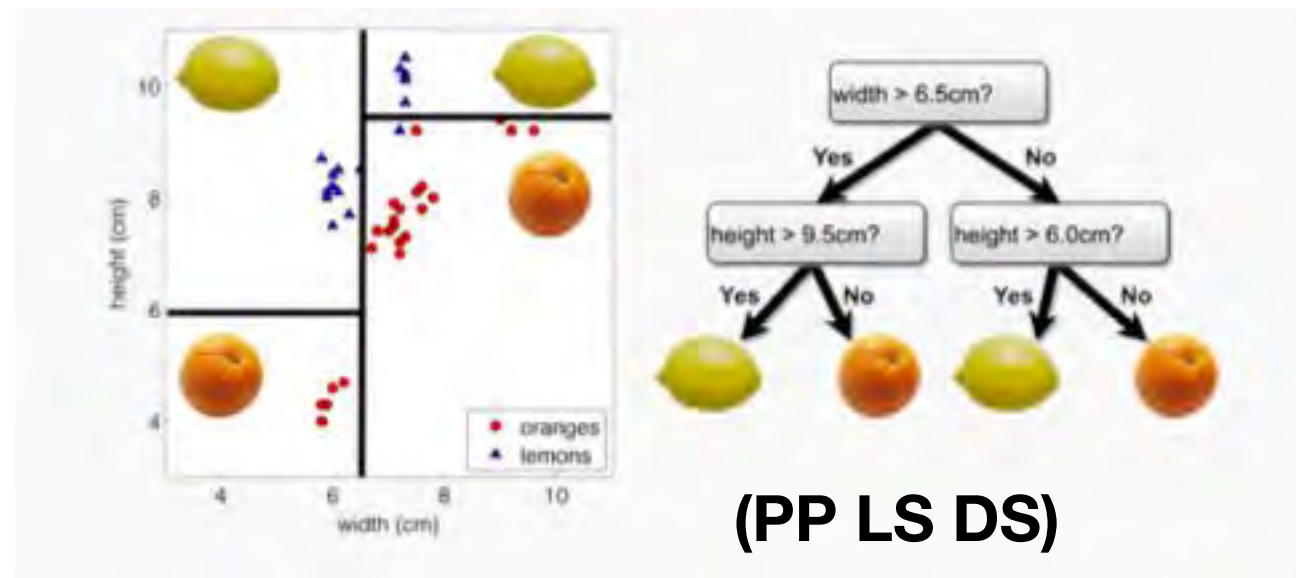 10
8
6
4
height (cm)
4 6 8 10
width (cm)
oranges
lemons
width > 6.5cm?
Yes No
height > 9.5cm? height > 6.0cm?
Yes No Yes No
(PP LS DS)